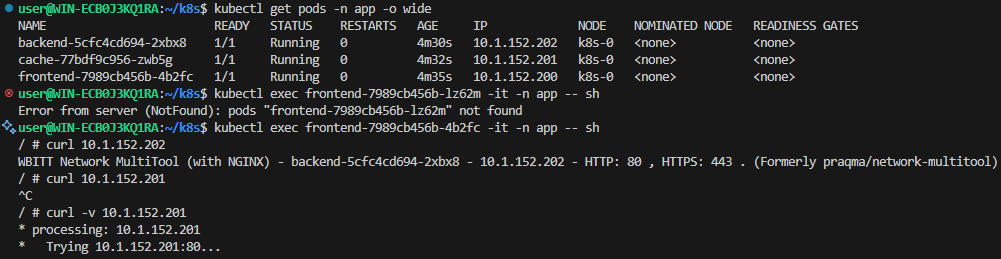 user@WIN-ECB0J3KQ1RA:~/k8s$ kubectl get pods -n app -o wide
NAME READY STATUS RESTARTS AGE IP NODE NOMINATED NODE READINESS GATES
backend-5cfc4cd694-2xbx8 1/1 Running 0 4m30s 10.1.152.202 k8s-0 <none> <none>
cache-77bdf9c956-zwb5g 1/1 Running 0 4m32s 10.1.152.201 k8s-0 <none> <none>
frontend-7989cb456b-4b2fc 1/1 Running 0 4m35s 10.1.152.200 k8s-0 <none> <none>
user@WIN-ECB0J3KQ1RA:~/k8s$ kubectl exec frontend-7989cb456b-lz62m -it -n app -- sh
Error from server (NotFound): pods "frontend-7989cb456b-lz62m" not found
user@WIN-ECB0J3KQ1RA:~/k8s$ kubectl exec frontend-7989cb456b-4b2fc -it -n app -- sh
/ # curl 10.1.152.202
WBITT Network MultiTool (with NGINX) - backend-5cfc4cd694-2xbx8 - 10.1.152.202 - HTTP: 80 , HTTPS: 443 . (Formerly praqma/network-multitool)
/ # curl 10.1.152.201
^C
/ # curl -v 10.1.152.201
* processing: 10.1.152.201
* Trying 10.1.152.201:80...